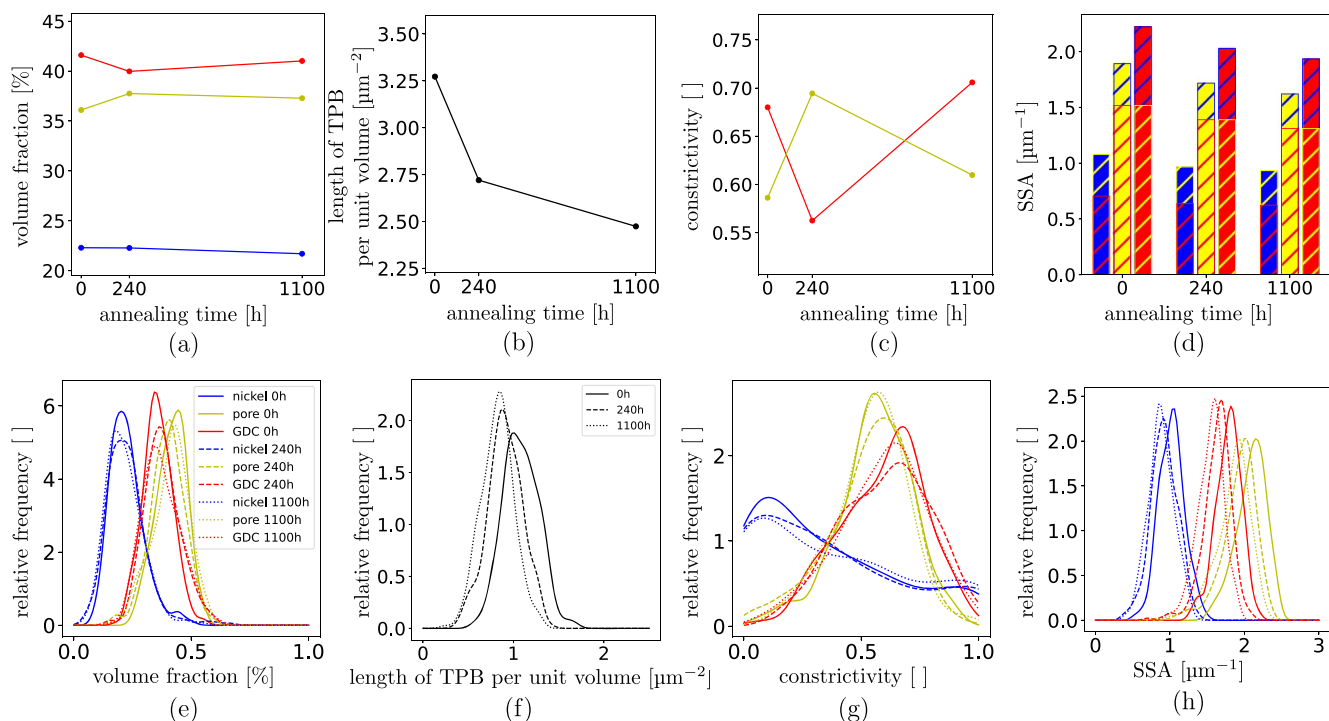 45
40
35
30
25
20
volume fraction [%]
0
240
1100
annealing time [h]
(a)
3.50
3.25
3.00
2.75
2.50
2.25
length of TPB
per unit volume [µm⁻²]
0
240
1100
annealing time [h]
(b)
0.75
0.70
0.65
0.60
0.55
constrictivity [ ]
0
240
1100
annealing time [h]
(c)
2.0
1.5
1.0
0.5
0.0
SSA [µm⁻¹]
0
240
1100
annealing time [h]
(d)
6
4
2
0
relative frequency [ ]
nickel 0h
pore 0h
GDC 0h
nickel 240h
pore 240h
GDC 240h
nickel 1100h
pore 1100h
GDC 1100h
0.0
0.5
1.0
volume fraction [%]
(e)
2.0
1.5
1.0
0.5
0.0
relative frequency [ ]
0h
240h
1100h
0
1
2
length of TPB per unit volume [µm⁻²]
(f)
2
1
0
relative frequency [ ]
0.0
0.5
1.0
constrictivity [ ]
(g)
2.5
2.0
1.5
1.0
0.5
0.0
relative frequency [ ]
0
1
2
3
SSA [µm⁻¹]
(h)